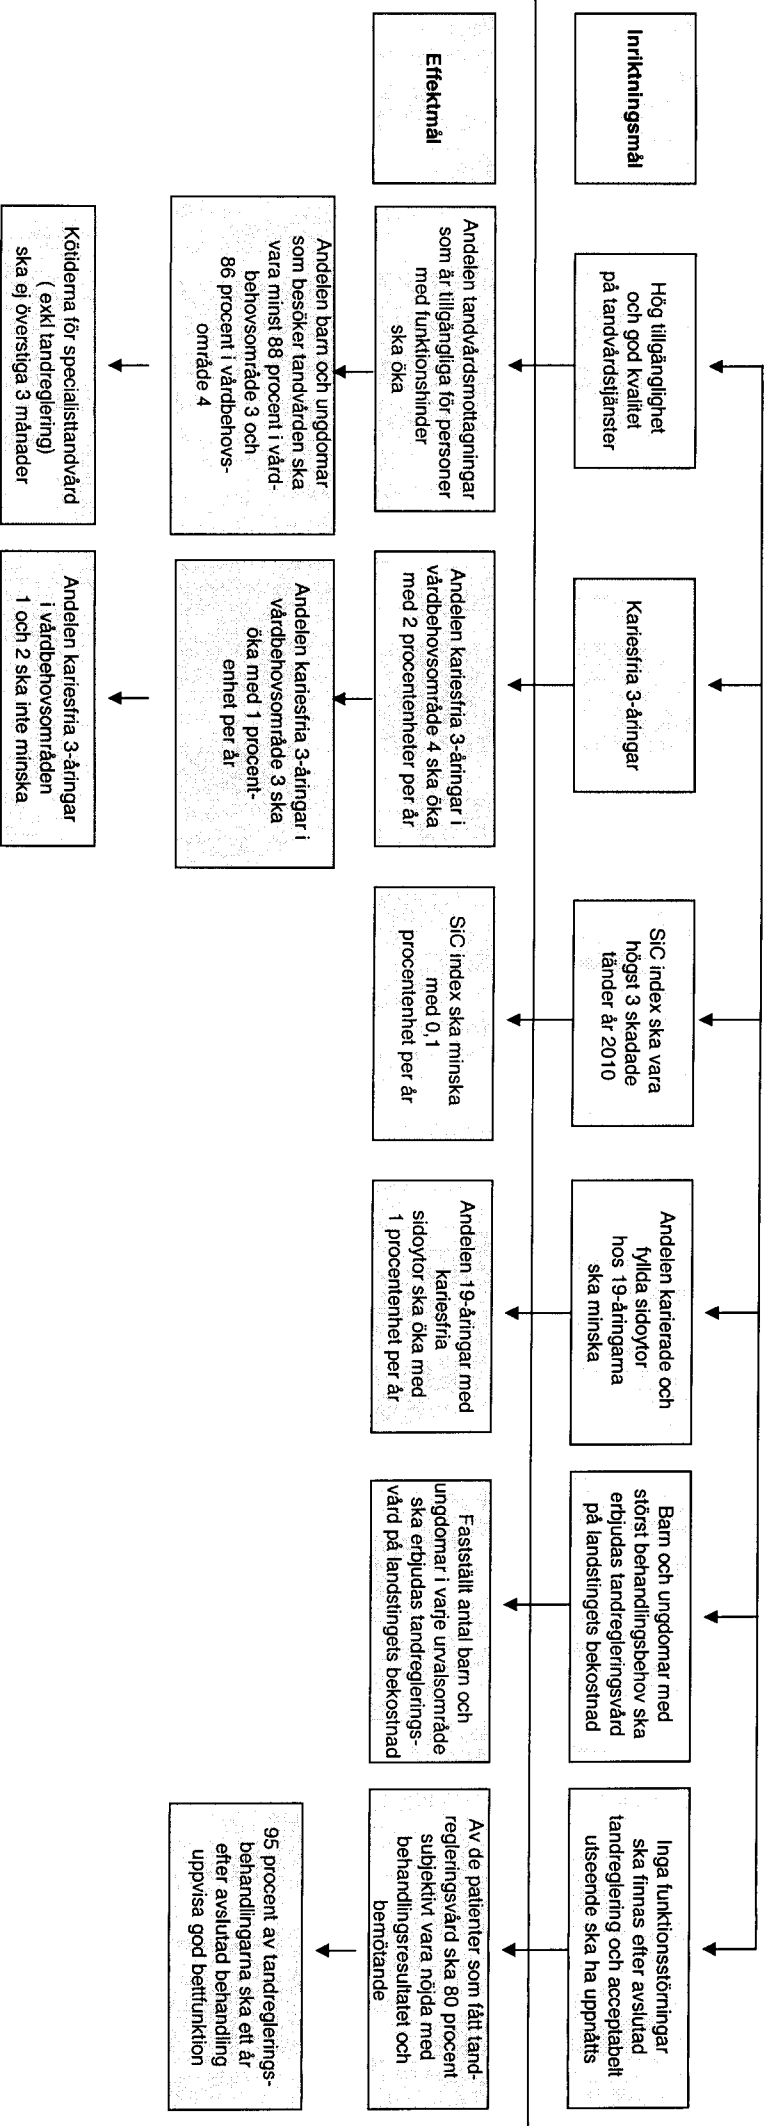 Inriktningsmål
Hög tillgänglighet
och god kvalitet
på tandvårdstjänster
Kariesfria 3-åringar
SiC index ska vara
högst 3 skadade
tänder år 2010
Andelen karierade och
fyllda sidoytor
hos 19-åringarna
ska minska
Barn och ungdomar med
störst behandlingsbehov ska
erbjudas tandregleringsvård
på landstingets bekostnad
Inga funktionsstörningar
ska finnas efter avslutad
tandreglering och acceptabelt
utseende ska ha uppnåtts
Effektmål
Andelen tandvårdsmottagningar
som är tillgängliga för personer
med funktionshinder
ska öka
Andelen kariesfria 3-åringar i
vårdbehovsområde 4 ska öka
med 2 procentenheter per år
SiC index ska minska
med 0,1
procentenhet per år
Andelen 19-åringar med
kariesfria
sidoytor ska öka med
1 procentenhet per år
Fastställt antal barn och
ungdomar i varje urvalsområde
ska erbjudas tandreglerings-
vård på landstingets bekostnad
Av de patienter som fått tand-
regleringsvård ska 80 procent
subjektivt vara nöjda med
behandlingsresultatet och
bemötande
Andelen barn och ungdomar
som besöker tandvården ska
vara minst 88 procent i vård-
behovsområde 3 och
86 procent i vårdbehovs-
område 4
Andelen kariesfria 3-åringar i
vårdbehovsområde 3 ska
öka med 1 procent-
enhet per år
95 procent av tandreglerings-
behandlingarna ska ett år
efter avslutad behandling
uppvisa god bettfunktion
Kötiderna för specialisttandvård
( exkl tandreglering)
ska ej överstiga 3 månader
Andelen kariesfria 3-åringar
i vårdbehovsområden
1 och 2 ska inte minska